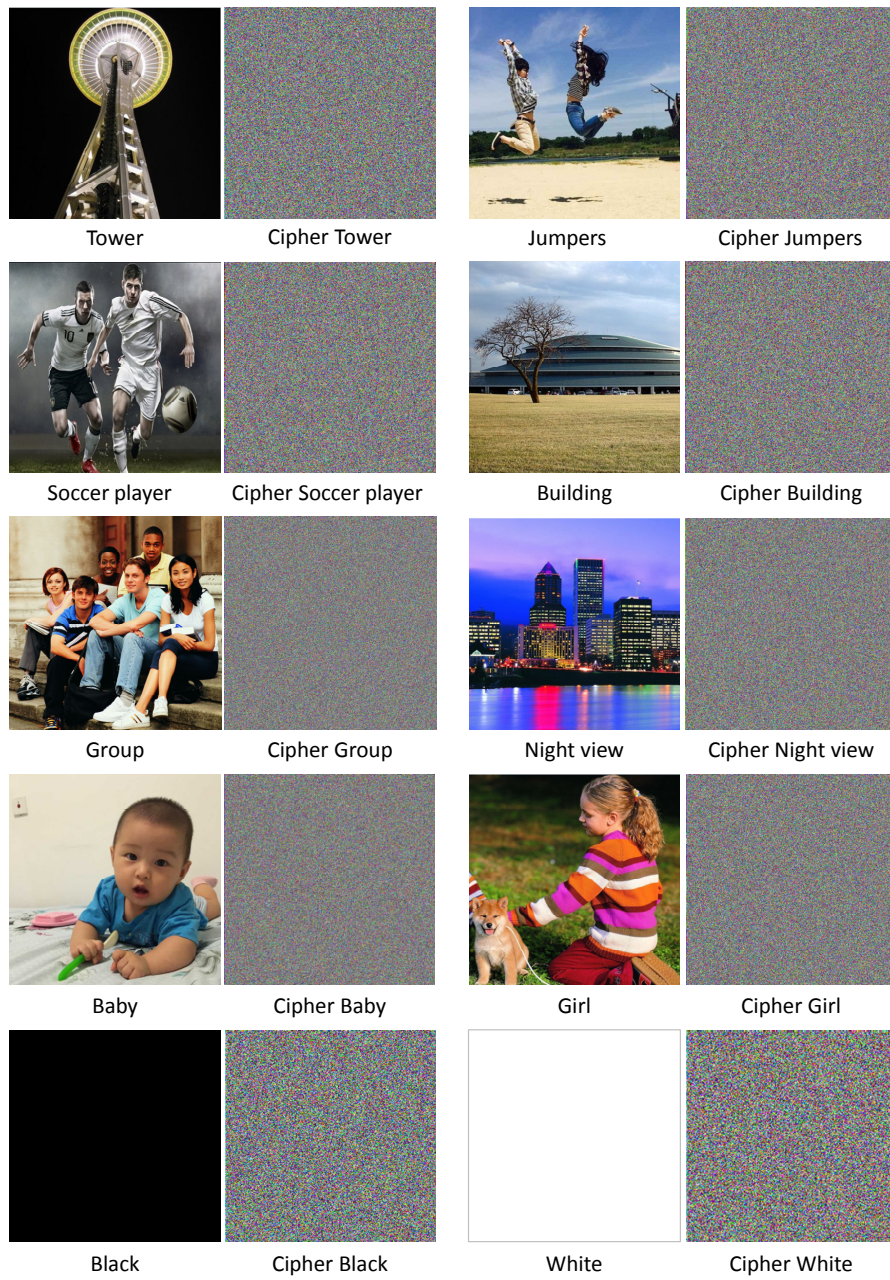 Tower
Cipher Tower
Jumpers
Cipher Jumpers
10
Soccer player
Cipher Soccer player
Building
Cipher Building
Group
Cipher Group
Night view
Cipher Night view
Baby
Cipher Baby
Girl
Cipher Girl
Black
Cipher Black
White
Cipher White